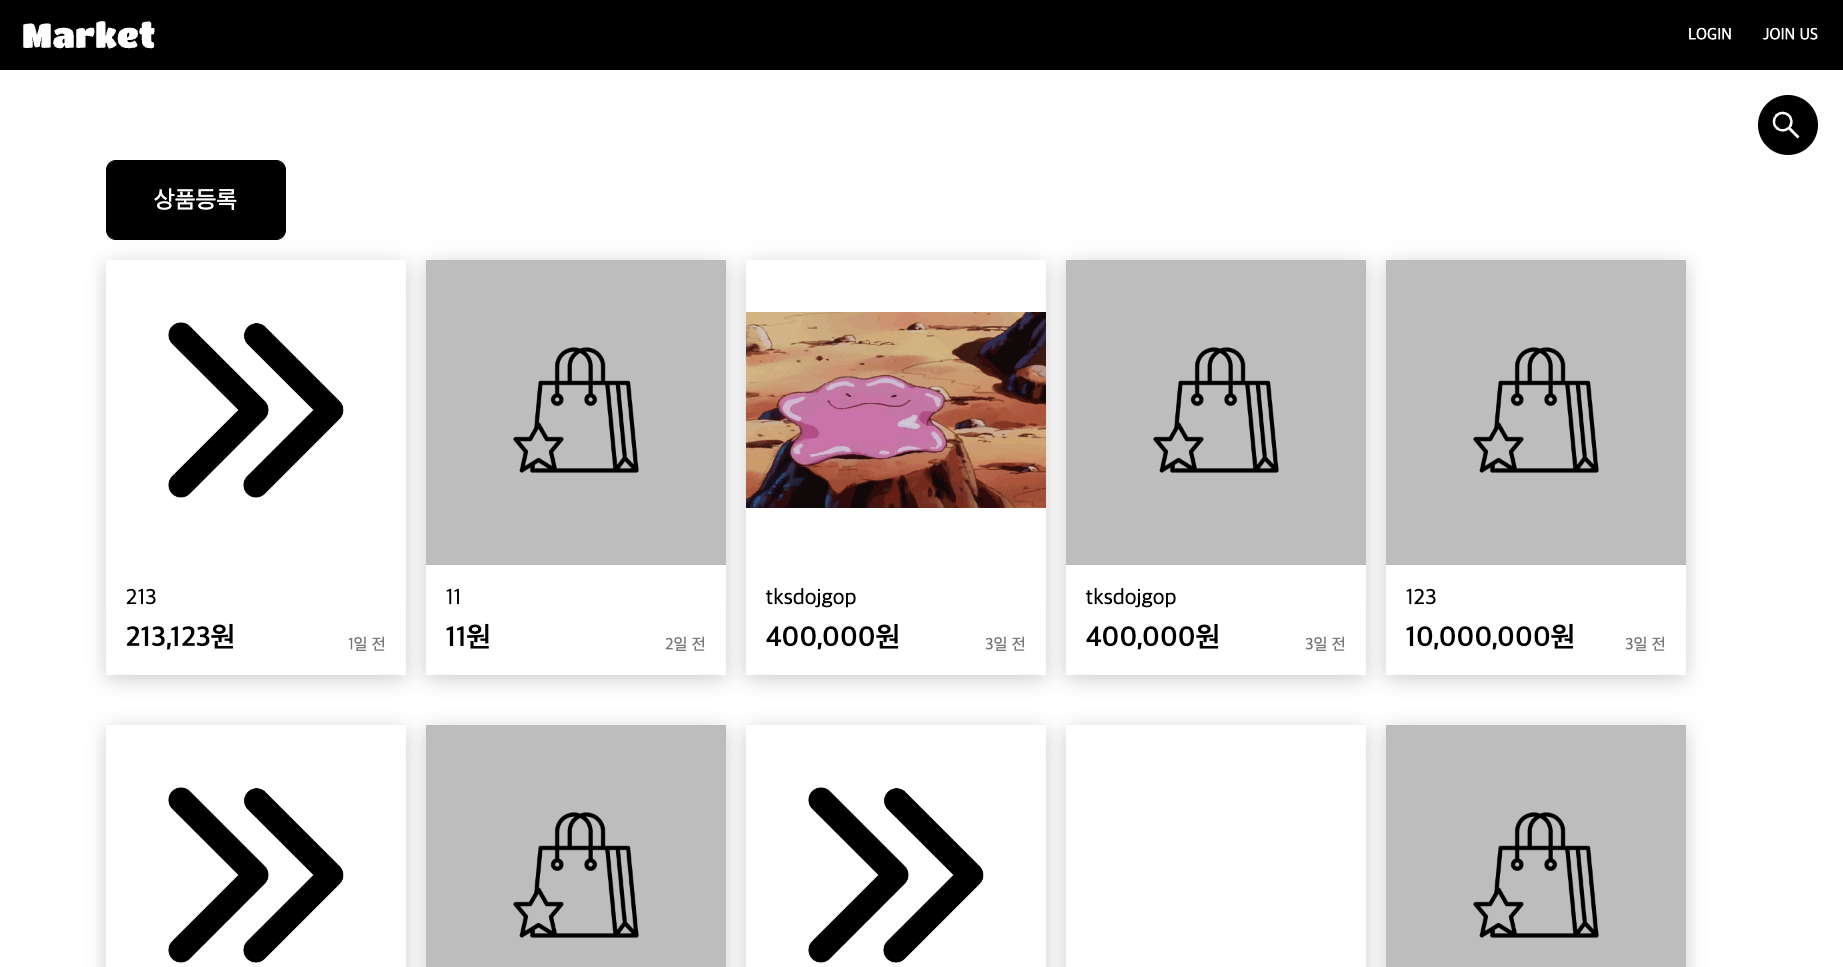 Market
LOGIN
JOIN US
상품등록
213
213,123원
1일 전
11
11원
2일 전
tksdojgop
400,000원
3일 전
tksdojgop
400,000원
3일 전
123
10,000,000원
3일 전